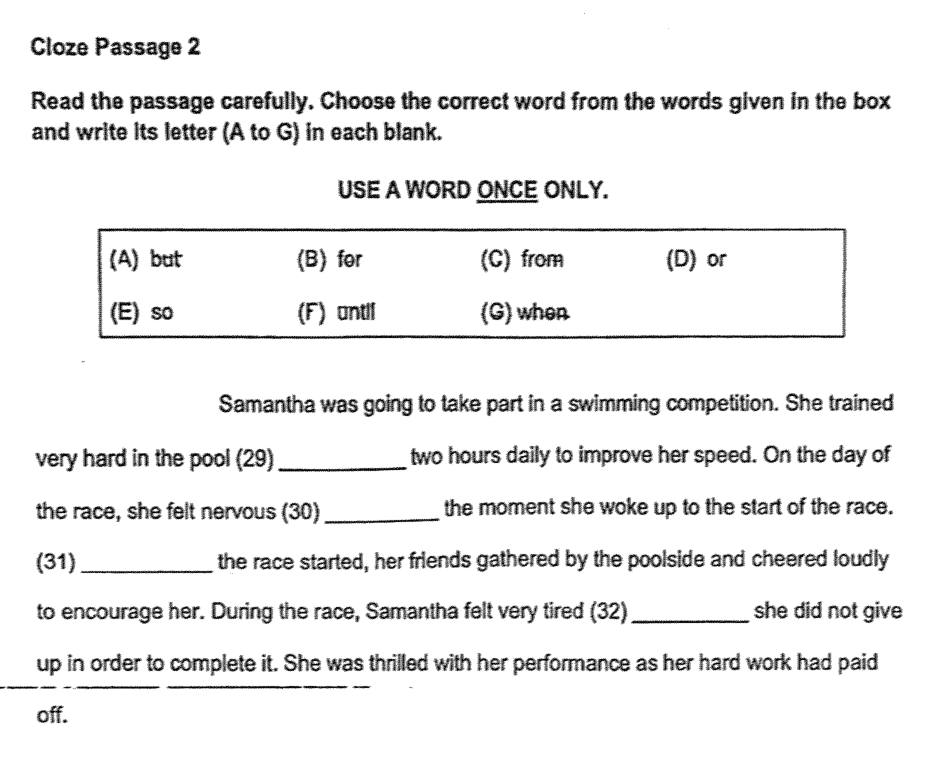 Cloze Passage 2
Read the passage carefully. Choose the correct word from the words given in the box
and write its letter (A to G) in each blank.
USE A WORD ONCE ONLY.
(A) but (B) for (C) from (D) or
(E) so (F) until (G) when
Samantha was going to take part in a swimming competition. She trained
very hard in the pool (29) ____________ two hours daily to improve her speed. On the day of
the race, she felt nervous (30) ____________ the moment she woke up to the start of the race.
(31) ____________ the race started, her friends gathered by the poolside and cheered loudly
to encourage her. During the race, Samantha felt very tired (32) ____________ she did not give
up in order to complete it. She was thrilled with her performance as her hard work had paid
off.